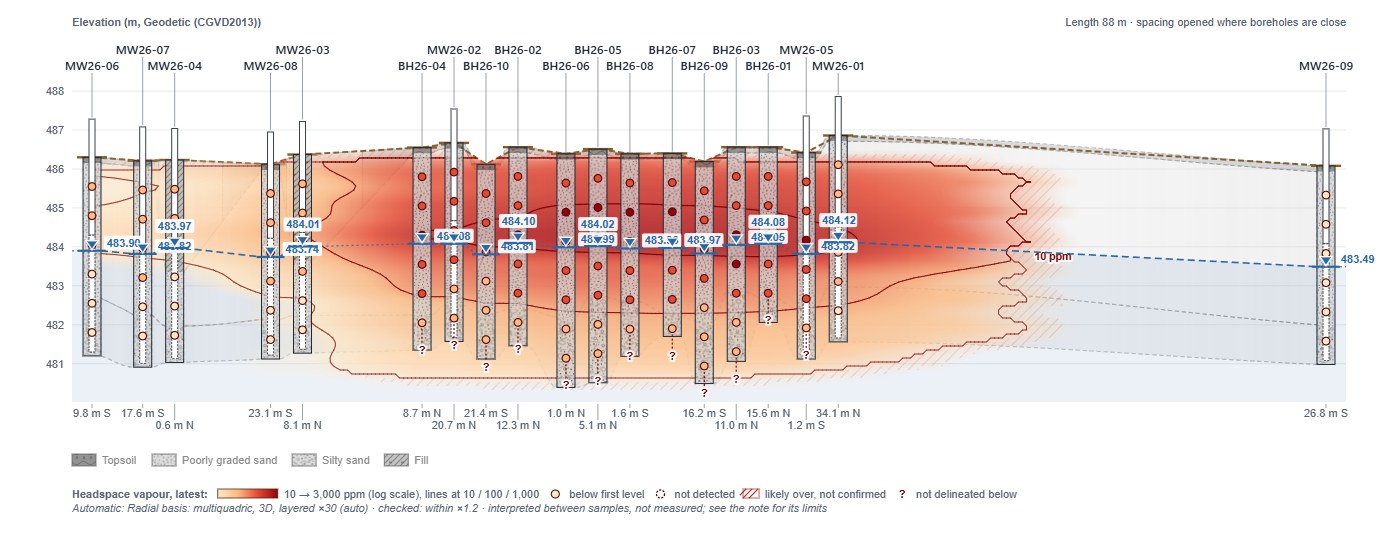 Elevation (m, Geodetic (CGVD2013))
Length 88 m · spacing opened where boreholes are close
MW26-07 MW26-03 MW26-02 BH26-02 BH26-05 BH26-07 BH26-03 MW26-05
MW26-06 MW26-04 MW26-08 BH26-04 BH26-10 BH26-06 BH26-08 BH26-09 BH26-01 MW26-01 MW26-09
488
487
486
485
484
483
482
481
484.10 484.08 484.12
483.97 484.01 484.02
483.90 483.74 483.81 483.97 483.82
483.49
10 ppm
? ? ? ? ? ? ? ? ? ? ? ?
9.8 m S 17.6 m S 23.1 m S 8.7 m N 21.4 m S 1.0 m N 1.6 m S 16.2 m S 15.6 m N 34.1 m N 26.8 m S
0.6 m N 8.1 m N 20.7 m N 12.3 m N 5.1 m N 11.0 m N 1.2 m S
Topsoil Poorly graded sand Silty sand Fill
Headspace vapour, latest: 10 → 3,000 ppm (log scale), lines at 10 / 100 / 1,000 below first level not detected likely over, not confirmed ? not delineated below
Automatic: Radial basis: multiquadric, 3D, layered ×30 (auto) · checked: within ×1.2 · interpreted between samples, not measured; see the note for its limits